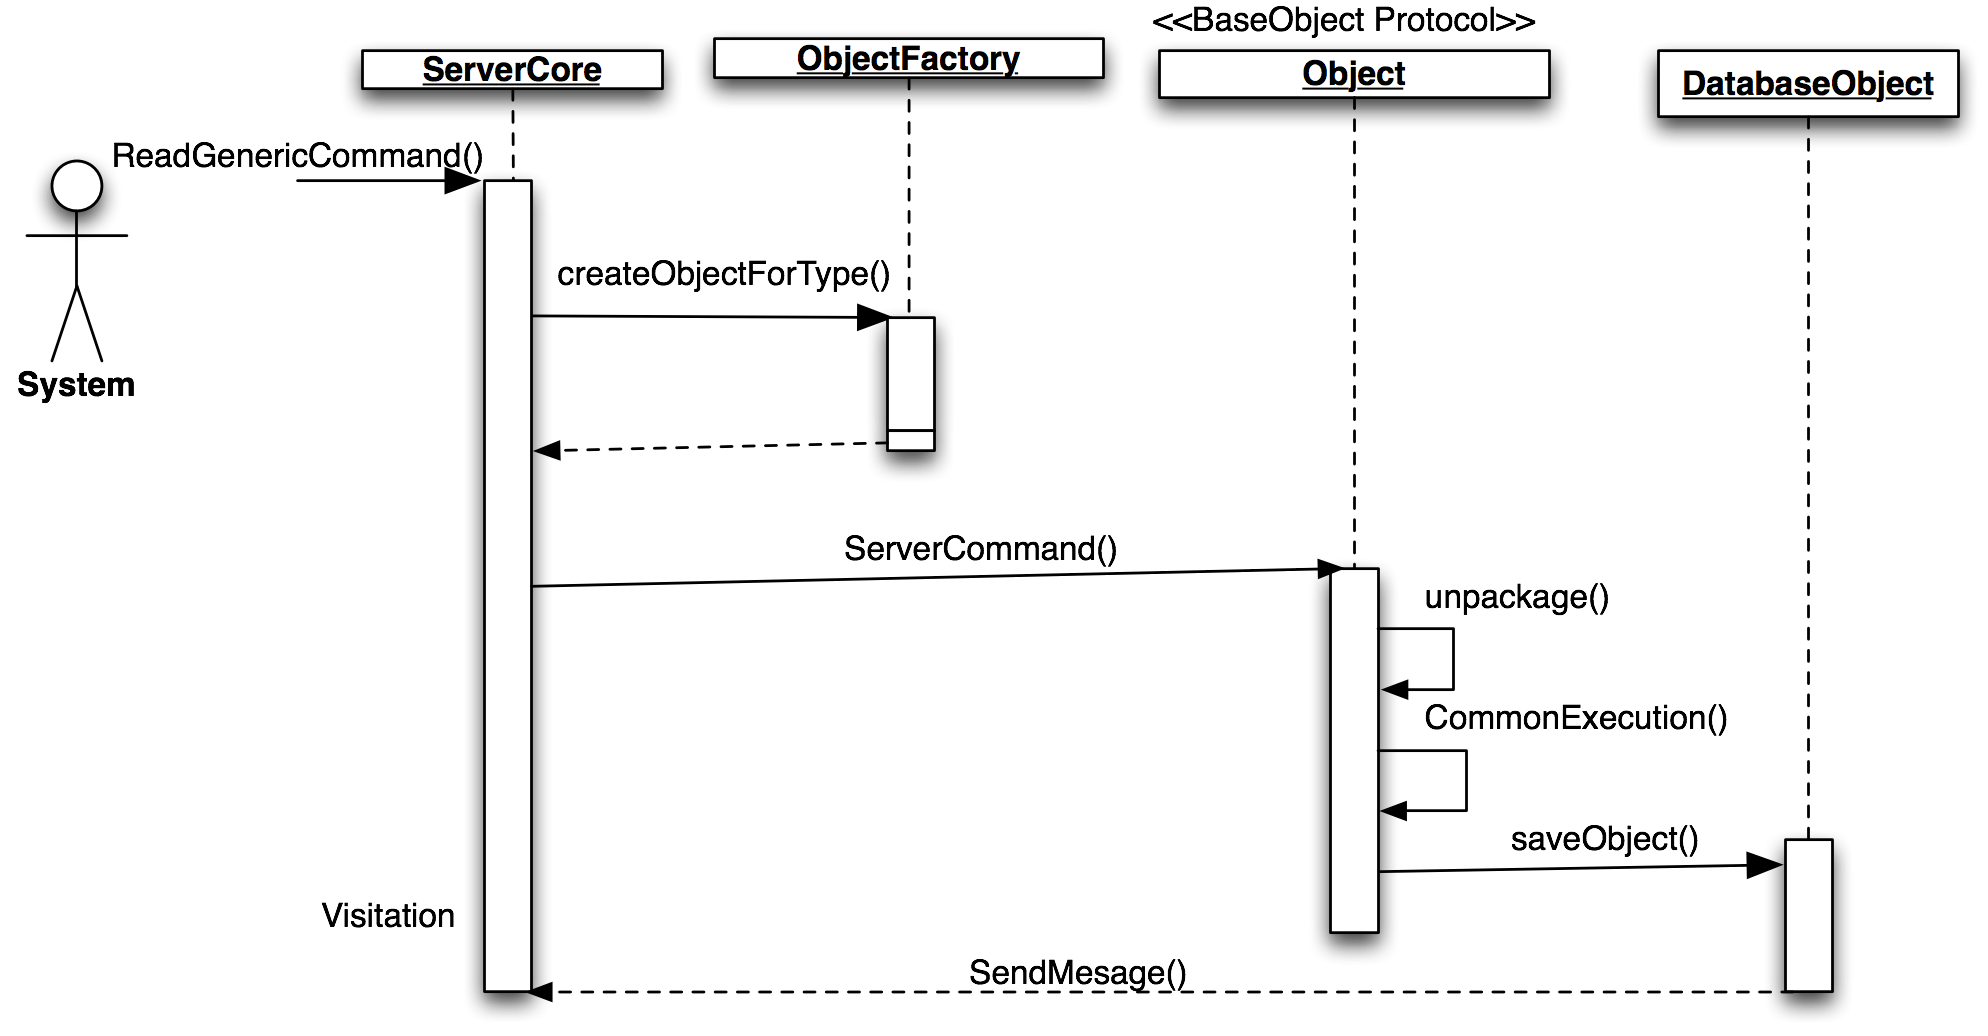 <<BaseObject Protocol>>
ServerCore
ObjectFactory
Object
DatabaseObject
ReadGenericCommand()
createObjectForType()
System
ServerCommand()
unpackage()
CommonExecution()
saveObject()
Visitation
SendMesage()